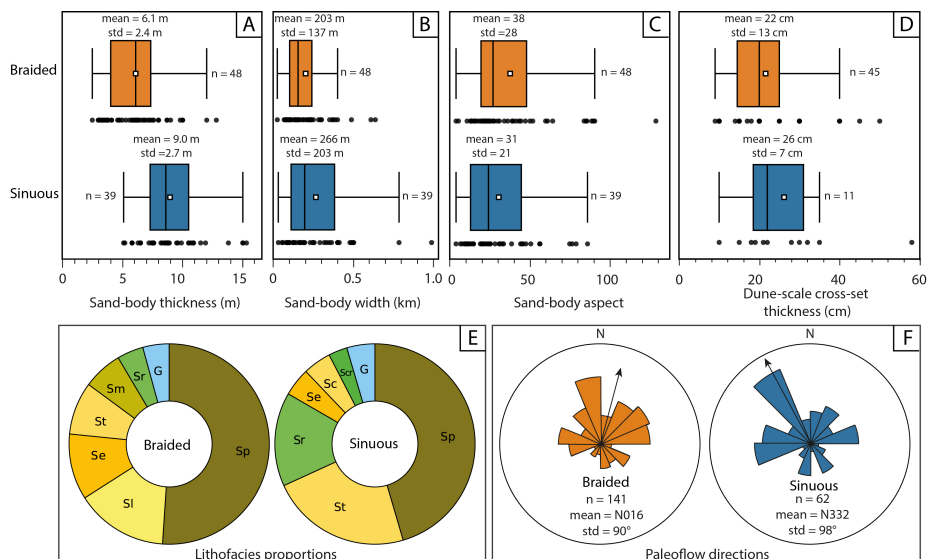 A
mean = 6.1 m
std = 2.4 m
n = 48
Braided
mean = 9.0 m
std =2.7 m
n = 39
Sinuous
0
5
10
15
Sand-body thickness (m)
B
mean = 203 m
std = 137 m
n = 48
mean = 266 m
std = 203 m
n = 39
0
0.5
1.0
Sand-body width (km)
C
mean = 38
std =28
n = 48
mean = 31
std = 21
n = 39
0
50
100
Sand-body aspect
D
mean = 22 cm
std = 13 cm
n = 45
mean = 26 cm
std = 7 cm
n = 11
0
20
40
60
Dune-scale cross-set
thickness (cm)
E
Braided
Sp
Sl
Se
St
Sm
Sr
G
Sinuous
Sp
St
Sr
Se
Sc
Scr
G
Lithofacies proportions
F
N
Braided
n = 141
mean = N016
std = 90°
N
Sinuous
n = 62
mean = N332
std = 98°
Paleoflow directions